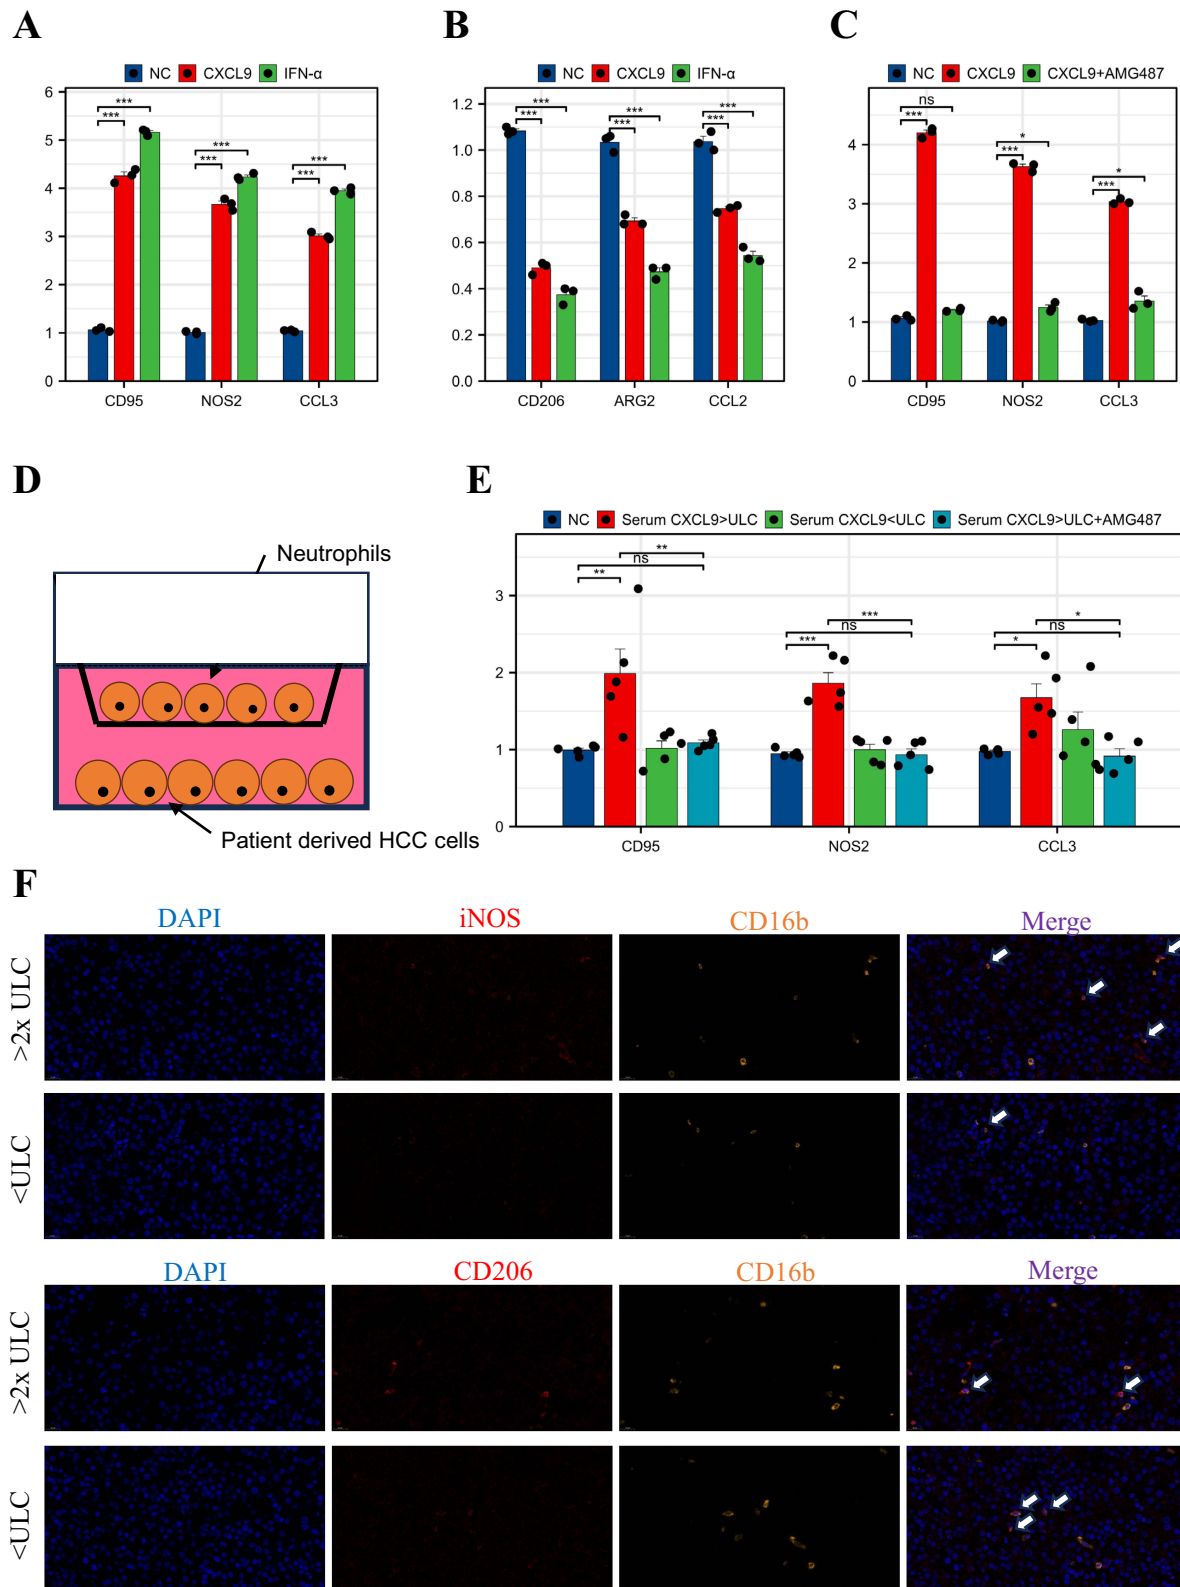 A
NC CXCL9 IFN-α
6
5
4
3
2
1
0
*** *** *** *** *** ***
CD95 NOS2 CCL3
B
NC CXCL9 IFN-α
1.2
1.0
0.8
0.6
0.4
0.2
0.0
*** *** *** *** *** ***
CD206 ARG2 CCL2
C
NC CXCL9 CXCL9+AMG487
4
3
2
1
0
ns *** * *** * ***
CD95 NOS2 CCL3
D
Neutrophils
Patient derived HCC cells
E
NC Serum CXCL9>ULC Serum CXCL9<ULC Serum CXCL9>ULC+AMG487
3
2
1
0
** ns ** *** ns *** * ns *
CD95 NOS2 CCL3
F
DAPI iNOS CD16b Merge
>2x ULC
<ULC
DAPI CD206 CD16b Merge
>2x ULC
<ULC